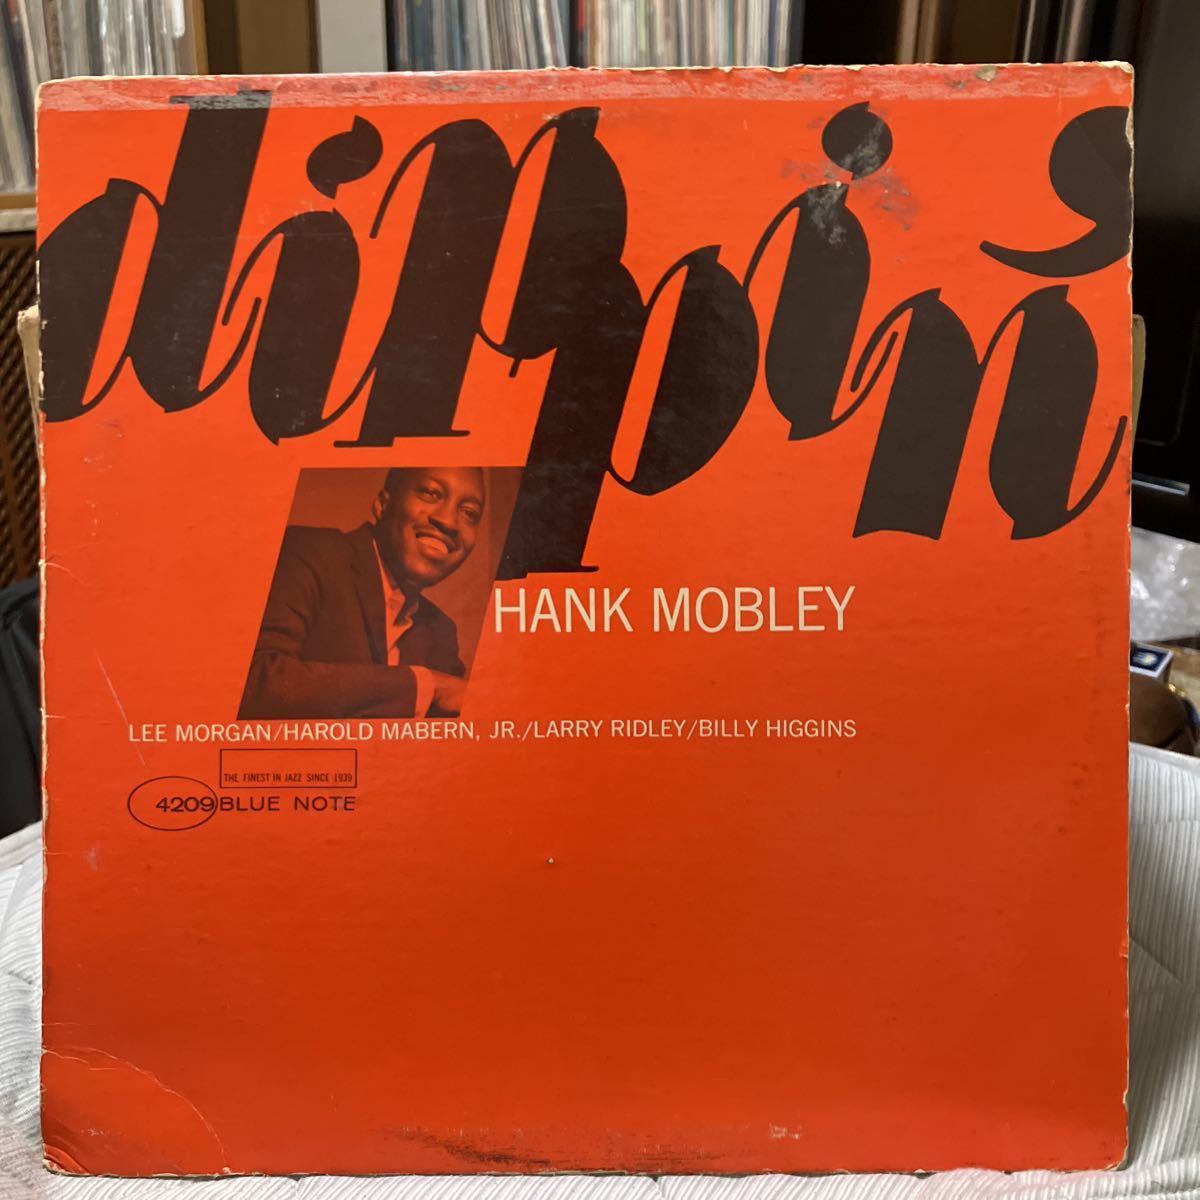 dippin'
HANK MOBLEY
LEE MORGAN/HAROLD MABERN, JR./LARRY RIDLEY/BILLY HIGGINS
THE FINEST IN JAZZ SINCE 1939
4209 BLUE NOTE